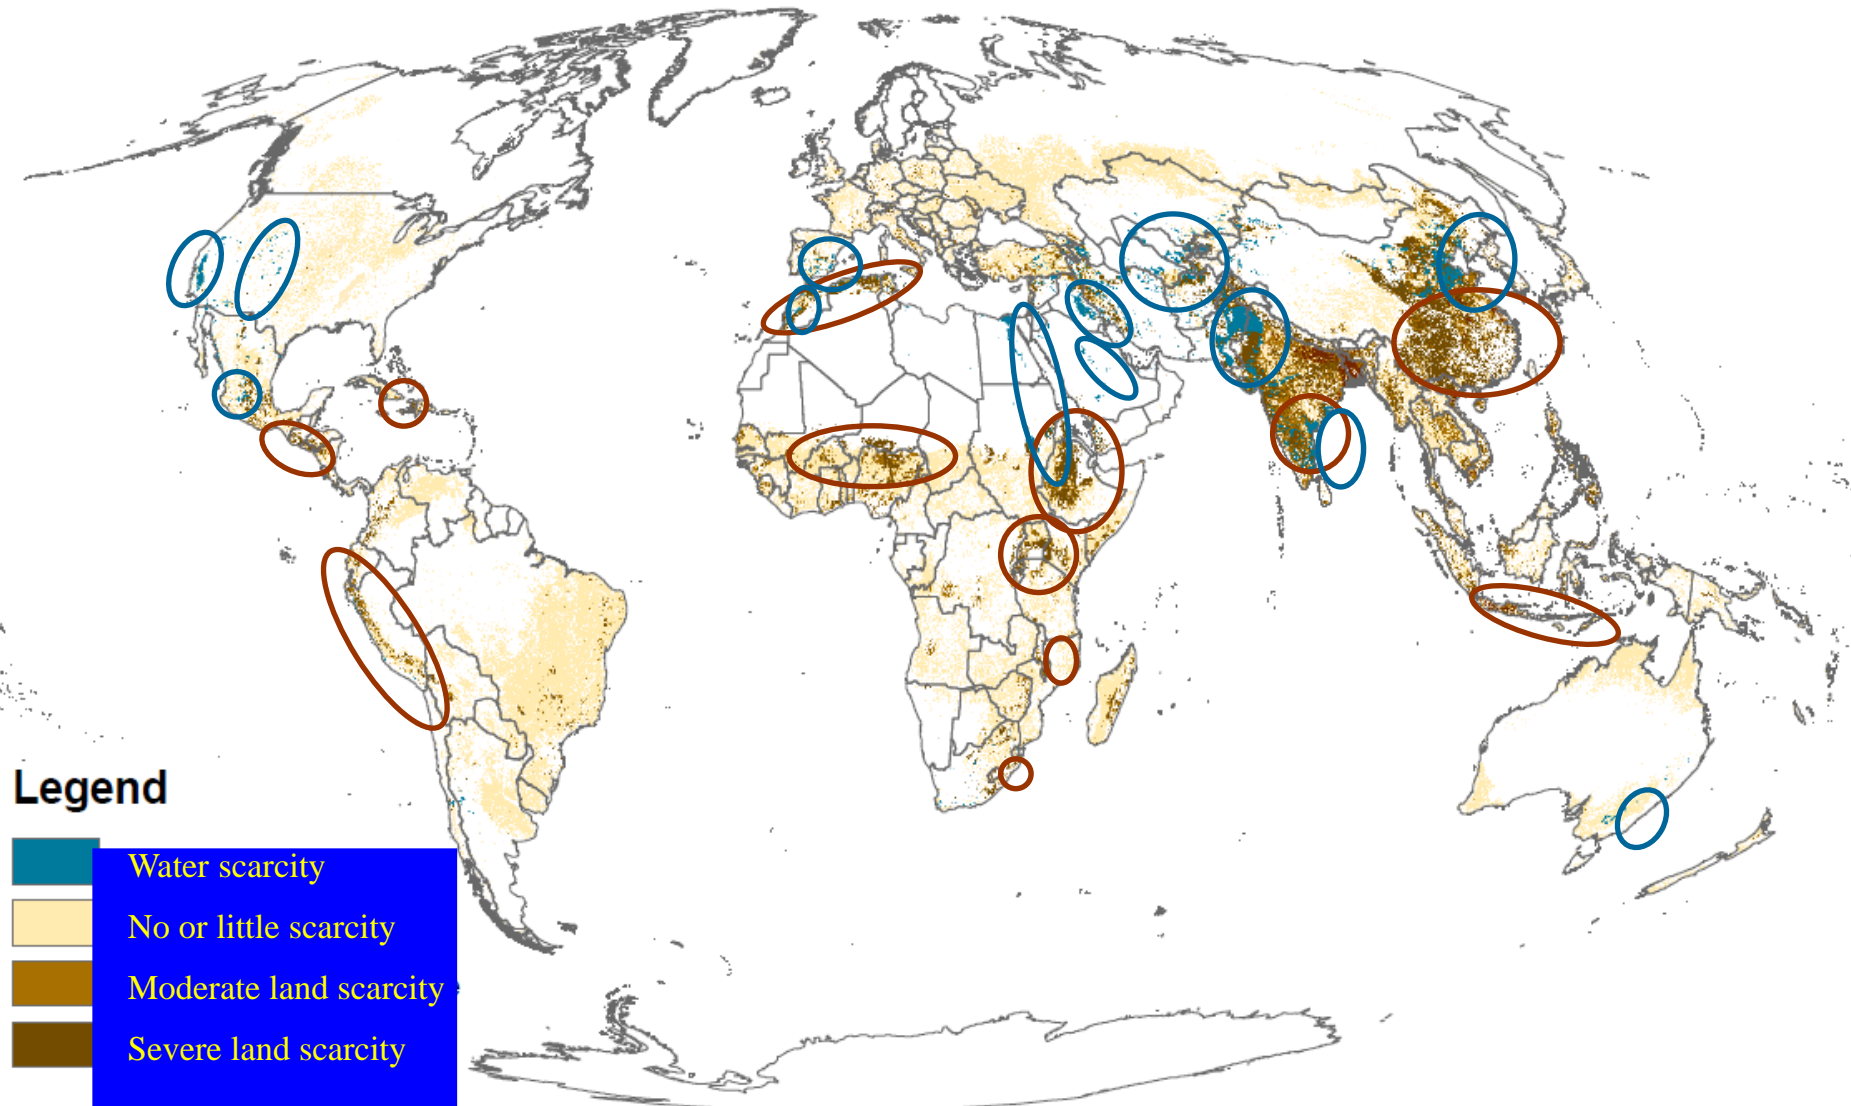 Legend
Water scarcity
No or little scarcity
Moderate land scarcity
Severe land scarcity